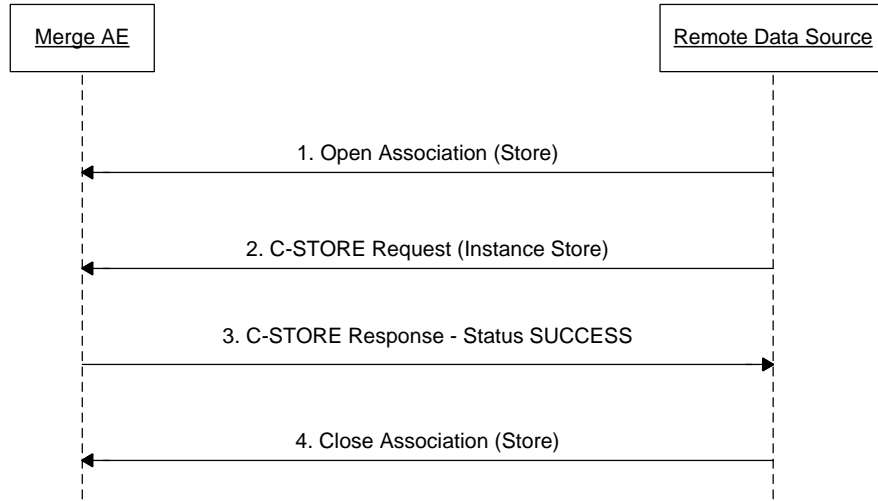 Merge AE
Remote Data Source
1. Open Association (Store)
2. C-STORE Request (Instance Store)
3. C-STORE Response - Status SUCCESS
4. Close Association (Store)